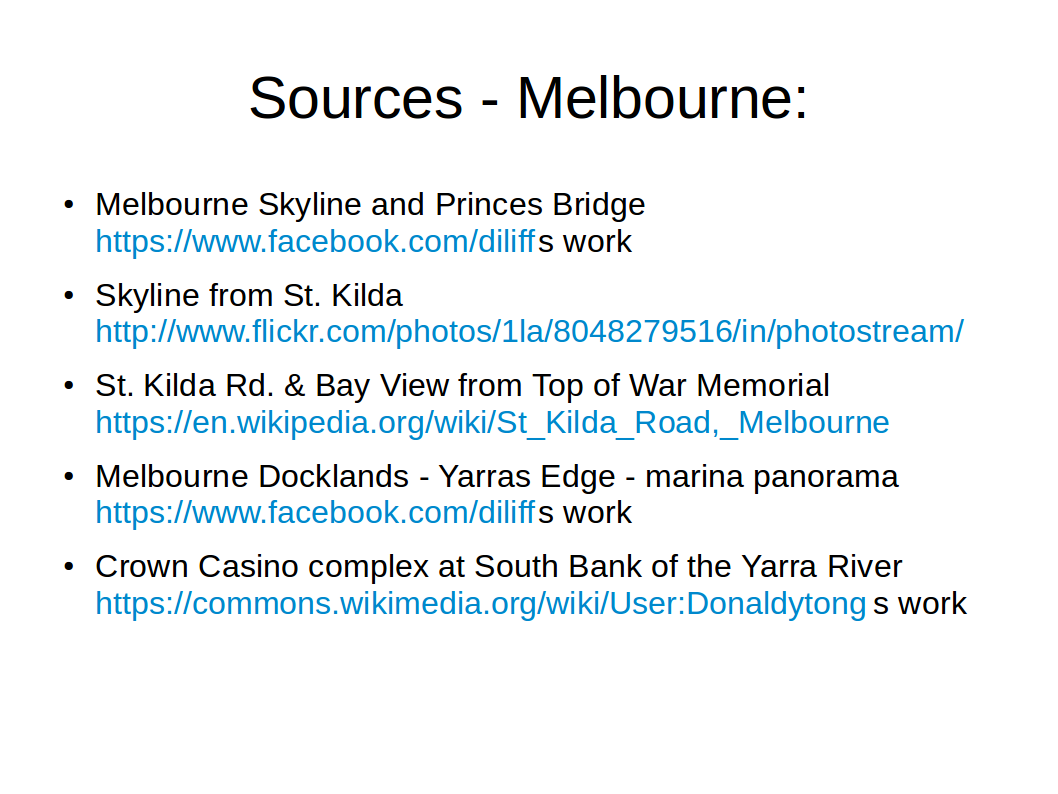 Sources - Melbourne:
• Melbourne Skyline and Princes Bridge
https://www.facebook.com/diliff s work
• Skyline from St. Kilda
http://www.flickr.com/photos/1la/8048279516/in/photostream/
• St. Kilda Rd. & Bay View from Top of War Memorial
https://en.wikipedia.org/wiki/St_Kilda_Road,_Melbourne
• Melbourne Docklands - Yarras Edge - marina panorama
https://www.facebook.com/diliff s work
• Crown Casino complex at South Bank of the Yarra River
https://commons.wikimedia.org/wiki/User:Donaldytong s work